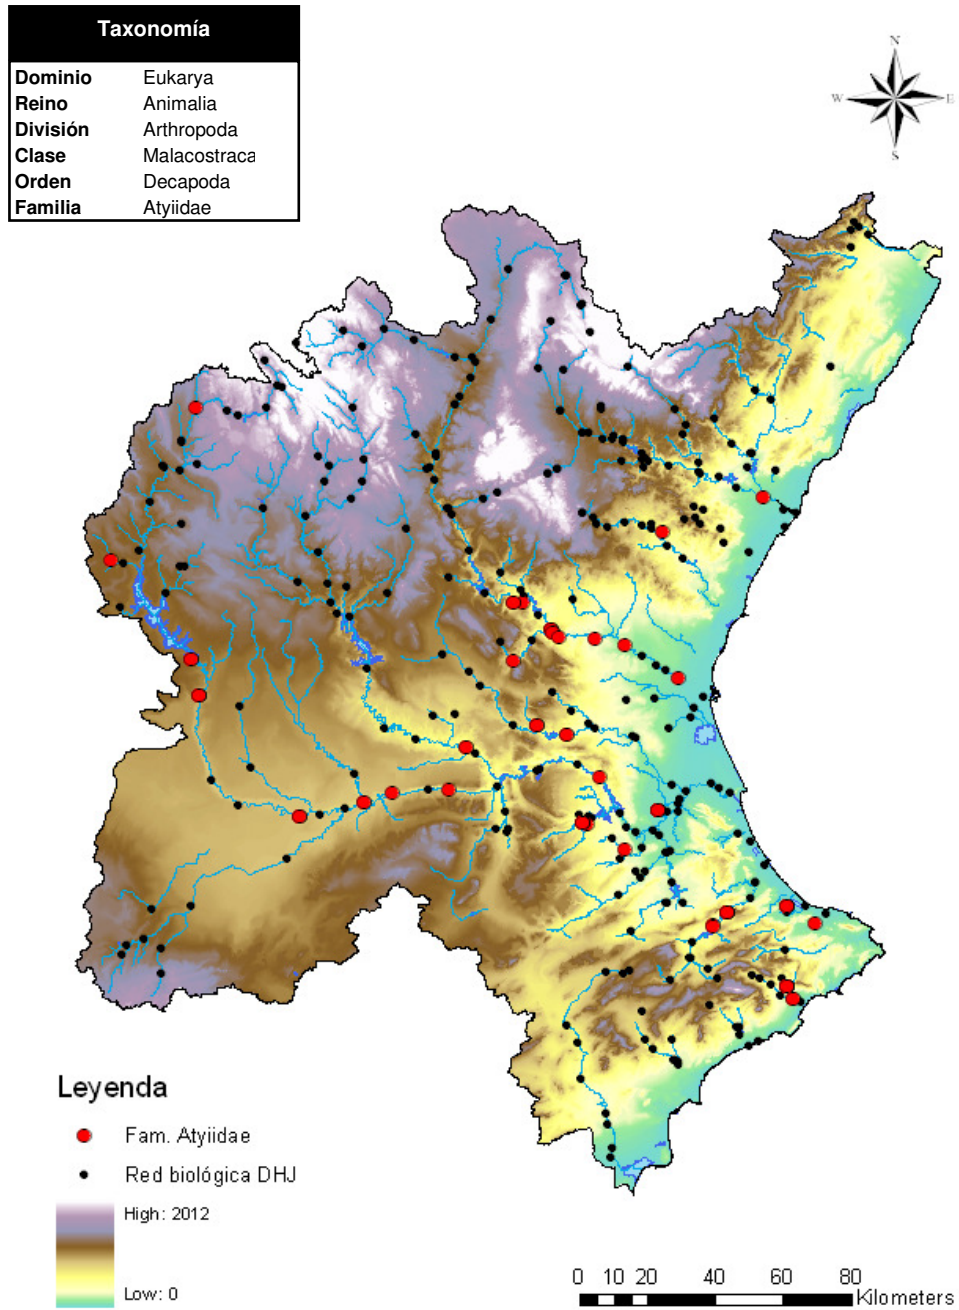 Taxonomía
Dominio Eukarya
Reino Animalia
División Arthropoda
Clase Malacostraca
Orden Decapoda
Familia Atyiidae
N
W E
S
Leyenda
Fam. Atyiidae
Red biológica DHJ
High: 2012
Low: 0
0 10 20 40 60 80
Kilometers